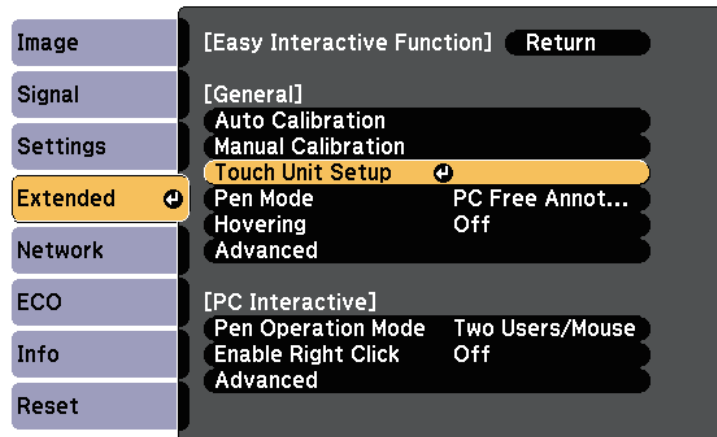 Image
Signal
Settings
Extended
Network
ECO
Info
Reset
[Easy Interactive Function] Return
[General]
Auto Calibration
Manual Calibration
Touch Unit Setup
Pen Mode PC Free Annot...
Hovering Off
Advanced
[PC Interactive]
Pen Operation Mode Two Users/Mouse
Enable Right Click Off
Advanced